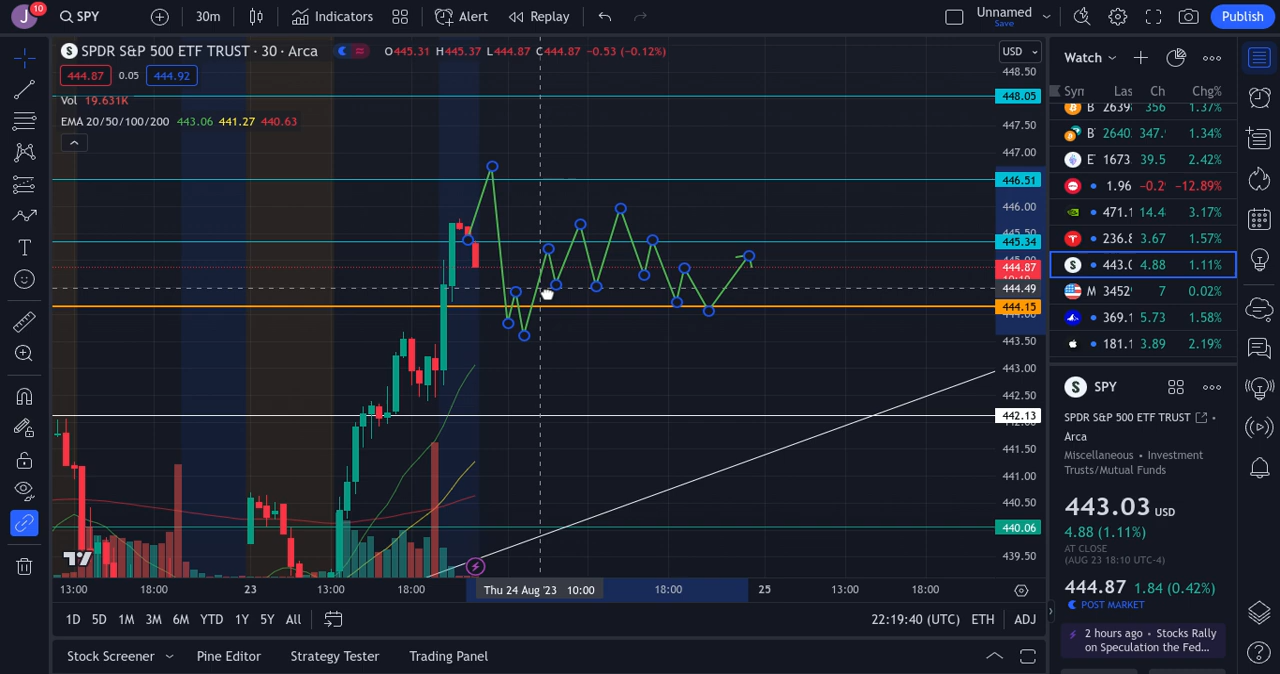 J 10 SPY 30m Indicators Alert Replay Unnamed Save Publish
S SPDR S&P 500 ETF TRUST · 30 · Arca O445.31 H445.37 L444.87 C444.87 −0.53 (−0.12%)
444.87 0.05 444.92
Vol 19.631K
EMA 20/50/100/200 443.06 441.27 440.63
USD
448.50
448.05
447.50
447.00
446.51
446.00
445.34
444.87
444.49
444.15
443.50
443.00
442.50
442.13
441.50
441.00
440.50
440.06
439.50
13:00 18:00 23 13:00 18:00 Thu 24 Aug '23 10:00 18:00 25 13:00 18:00
1D 5D 1M 3M 6M YTD 1Y 5Y All 22:19:40 (UTC) ETH ADJ
Stock Screener Pine Editor Strategy Tester Trading Panel
Watch
Syn Las Ch Chg%
B 2639 356 1.37%
B 2640 347. 1.34%
E 1673 39.5 2.42%
1.96 −0.2 −12.89%
471.1 14.4 3.17%
236.8 3.67 1.57%
S 443.0 4.88 1.11%
M 3452 7 0.02%
369.1 5.73 1.58%
181.1 3.89 2.19%
S SPY
SPDR S&P 500 ETF TRUST ·
Arca
Miscellaneous · Investment
Trusts/Mutual Funds
443.03 USD
4.88 (1.11%)
AT CLOSE
(AUG 23 18:10 UTC-4)
444.87 1.84 (0.42%)
POST MARKET
2 hours ago · Stocks Rally
on Speculation the Fed...